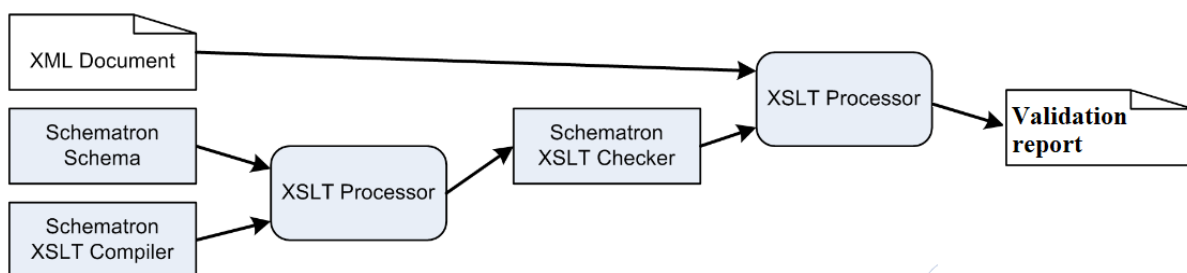 XML Document
XSLT Processor
Validation
report
Schematron
Schema
Schematron
XSLT Checker
XSLT Processor
Schematron
XSLT Compiler